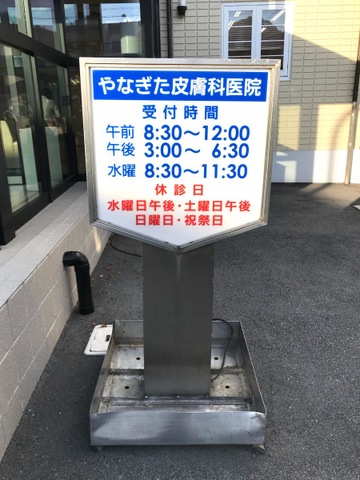 やなぎた皮膚科医院
受付時間
午前 8:30～12:00
午後 3:00～ 6:30
水曜 8:30～11:30
休診日
水曜日午後・土曜日午後
日曜日・祝祭日